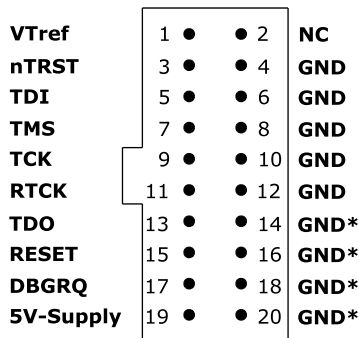 VTref 1 2 NC
nTRST 3 4 GND
TDI 5 6 GND
TMS 7 8 GND
TCK 9 10 GND
RTCK 11 12 GND
TDO 13 14 GND*
RESET 15 16 GND*
DBGRQ 17 18 GND*
5V-Supply 19 20 GND*